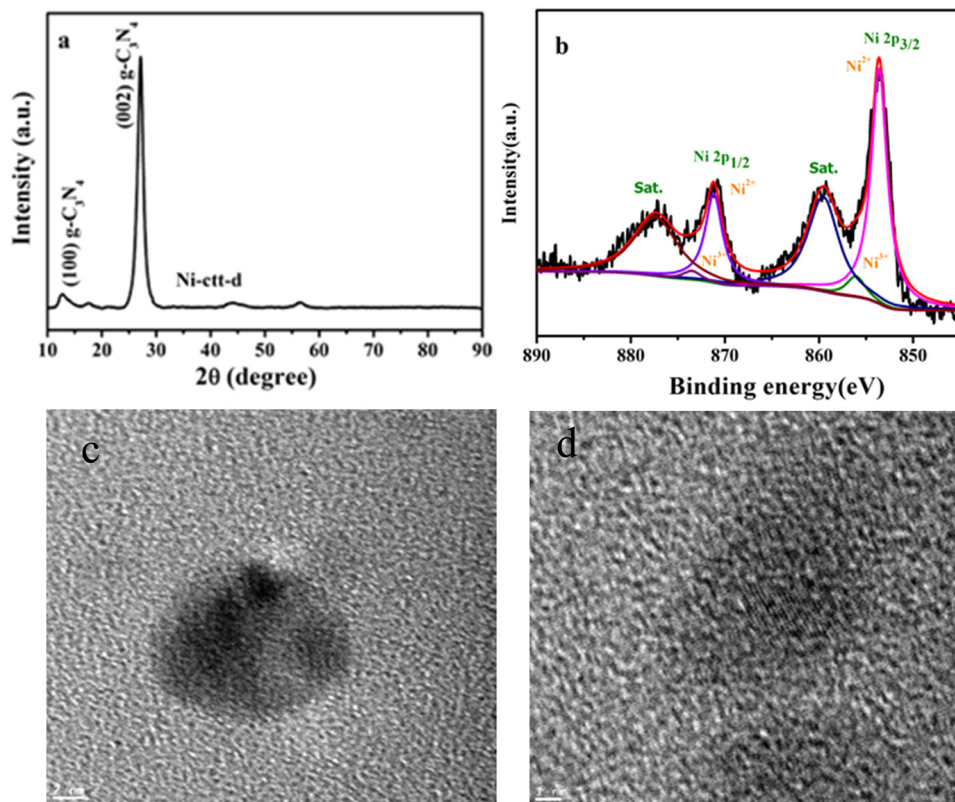 a
Intensity (a.u.)
(100) g-C₃N₄
(002) g-C₃N₄
Ni-ctt-d
10 20 30 40 50 60 70 80 90
2θ (degree)
b
Intensity(a.u.)
Ni 2p₃/₂
Ni²⁺
Ni 2p₁/₂
Ni²⁺
Sat.
Sat.
Ni³⁺
Ni³⁺
890 880 870 860 850
Binding energy(eV)
c
d